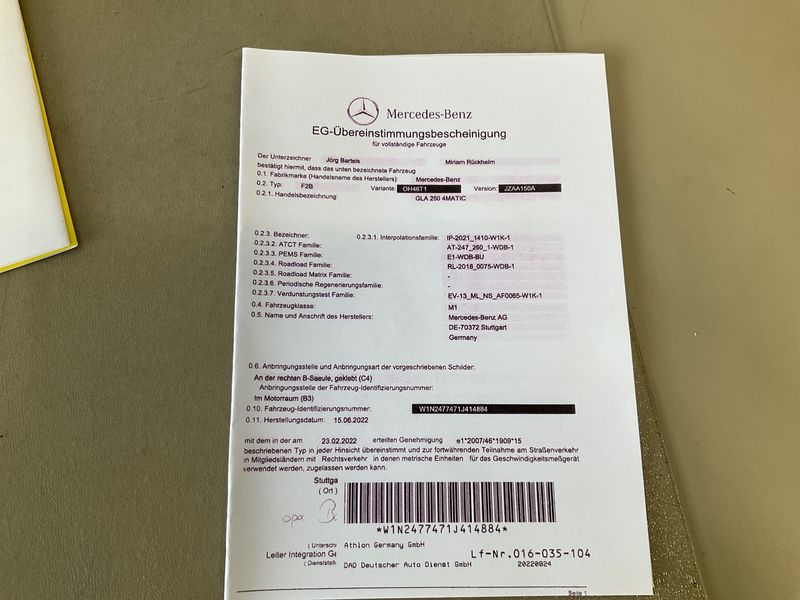 Mercedes-Benz
EG-Übereinstimmungsbescheinigung
für vollständige Fahrzeuge
Der Unterzeichner Jörg Bartels Miriam Rückheim
bestätigt hiermit, dass das unten bezeichnete Fahrzeug
0.1. Fabrikmarke (Handelsname des Herstellers): Mercedes-Benz
0.2. Typ: F2B Variante: OH46T1 Version: JZAA150A
0.2.1. Handelsbezeichnung: GLA 250 4MATIC
0.2.3. Bezeichner: 0.2.3.1. Interpolationsfamilie: IP-2021_1410-W1K-1
0.2.3.2. ATCT Familie: AT-247_260_1-WDB-1
0.2.3.3. PEMS Familie: E1-WDB-BU
0.2.3.4. Roadload Familie: RL-2018_0075-WDB-1
0.2.3.5. Roadload Matrix Familie: -
0.2.3.6. Periodische Regenerierungsfamilie: -
0.2.3.7. Verdunstungstest Familie: EV-13_ML_NS_AF0065-W1K-1
0.4. Fahrzeugklasse: M1
0.5. Name und Anschrift des Herstellers: Mercedes-Benz AG
DE-70372 Stuttgart
Germany
0.6. Anbringungsstelle und Anbringungsart der vorgeschriebenen Schilder:
An der rechten B-Saeule, geklebt (C4)
Anbringungsstelle der Fahrzeug-Identifizierungsnummer:
Im Motorraum (B3)
0.10. Fahrzeug-Identifizierungsnummer: W1N2477471J414884
0.11. Herstellungsdatum: 15.06.2022
mit dem in der am 23.02.2022 erteilten Genehmigung e1*2007/46*1909*15
beschriebenen Typ in jeder Hinsicht übereinstimmt und zur fortwährenden Teilnahme am Straßenverkehr
in Mitgliedsländern mit Rechtsverkehr in denen metrische Einheiten für das Geschwindigkeitsmeßgerät
verwendet werden, zugelassen werden kann.
Stuttga
(Ort)
ppa
*W1N2477471J414884*
(Unterschr Athlon Germany GmbH
Leiter Integration Ge Lf-Nr.016-035-104
(Dienststell DAD Deutscher Auto Dienst GmbH 20220824
Seite 1